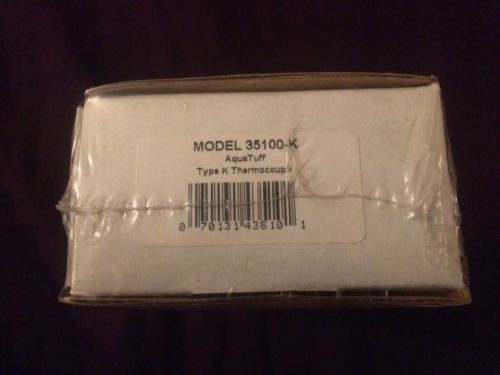 MODEL 35100-K
AquaTuff
Type K Thermocouple
0 70131 43510 1